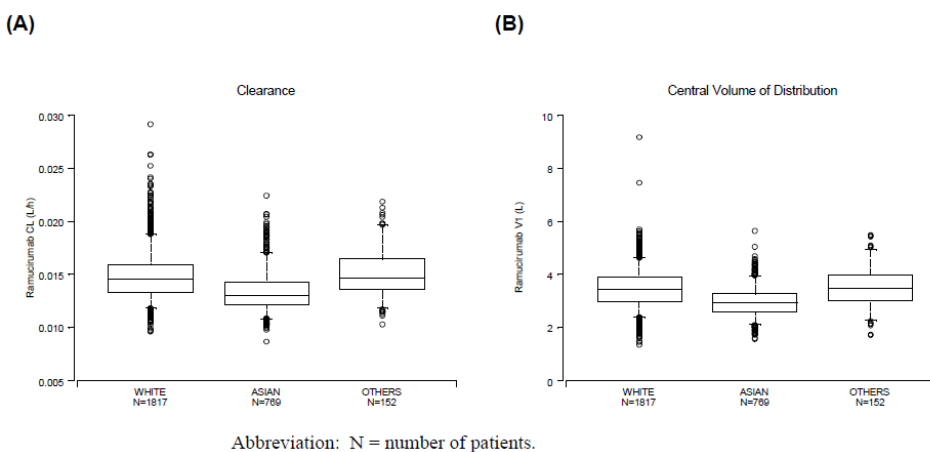 (A)
(B)
Clearance
Central Volume of Distribution
Ramucirumab CL (L/h)
0.030
0.025
0.020
0.015
0.010
0.005
WHITE
N=1817
ASIAN
N=769
OTHERS
N=152
Ramucirumab V1 (L)
10
8
6
4
2
0
WHITE
N=1817
ASIAN
N=769
OTHERS
N=152
Abbreviation: N = number of patients.